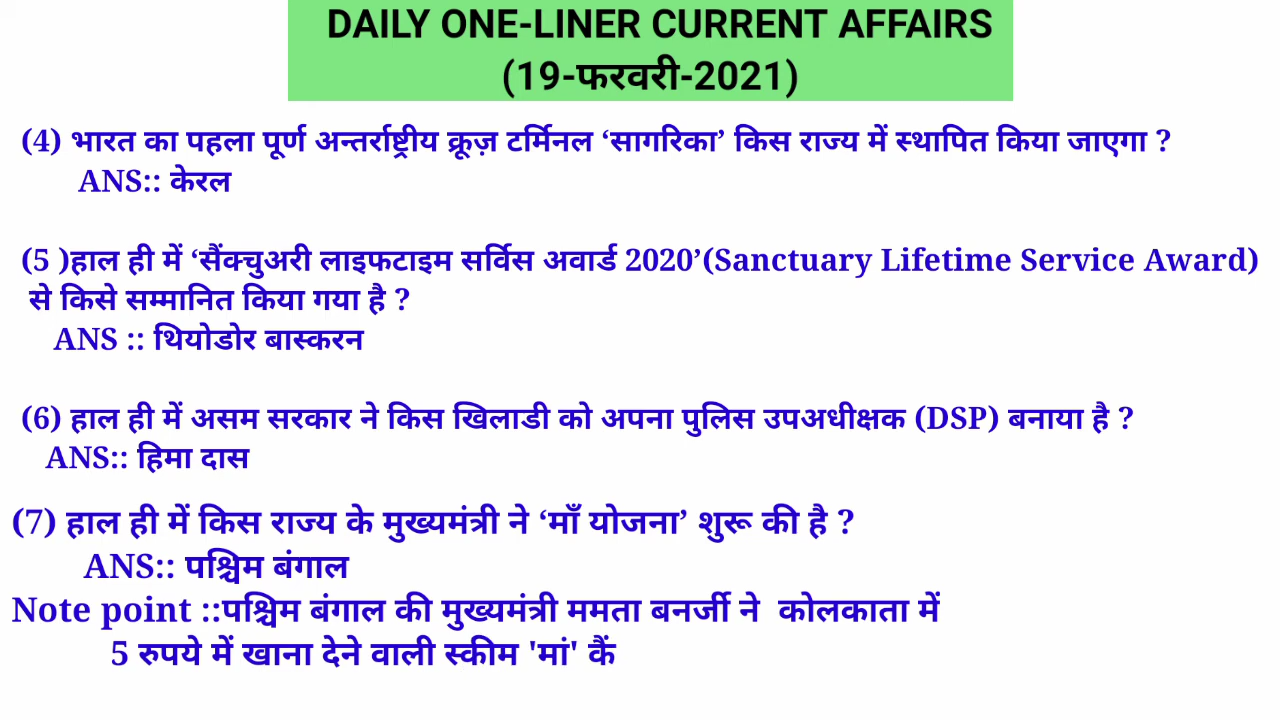 DAILY ONE-LINER CURRENT AFFAIRS
(19-फरवरी-2021)
(4) भारत का पहला पूर्ण अन्तर्राष्ट्रीय क्रूज़ टर्मिनल ‘सागरिका’ किस राज्य में स्थापित किया जाएगा ?
ANS:: केरल
(5 )हाल ही में ‘सैंक्चुअरी लाइफटाइम सर्विस अवार्ड 2020’(Sanctuary Lifetime Service Award)
से किसे सम्मानित किया गया है ?
ANS :: थियोडोर बास्करन
(6) हाल ही में असम सरकार ने किस खिलाडी को अपना पुलिस उपअधीक्षक (DSP) बनाया है ?
ANS:: हिमा दास
(7) हाल ही में किस राज्य के मुख्यमंत्री ने ‘माँ योजना’ शुरू की है ?
ANS:: पश्चिम बंगाल
Note point ::पश्चिम बंगाल की मुख्यमंत्री ममता बनर्जी ने कोलकाता में
5 रुपये में खाना देने वाली स्कीम 'मां' कैं